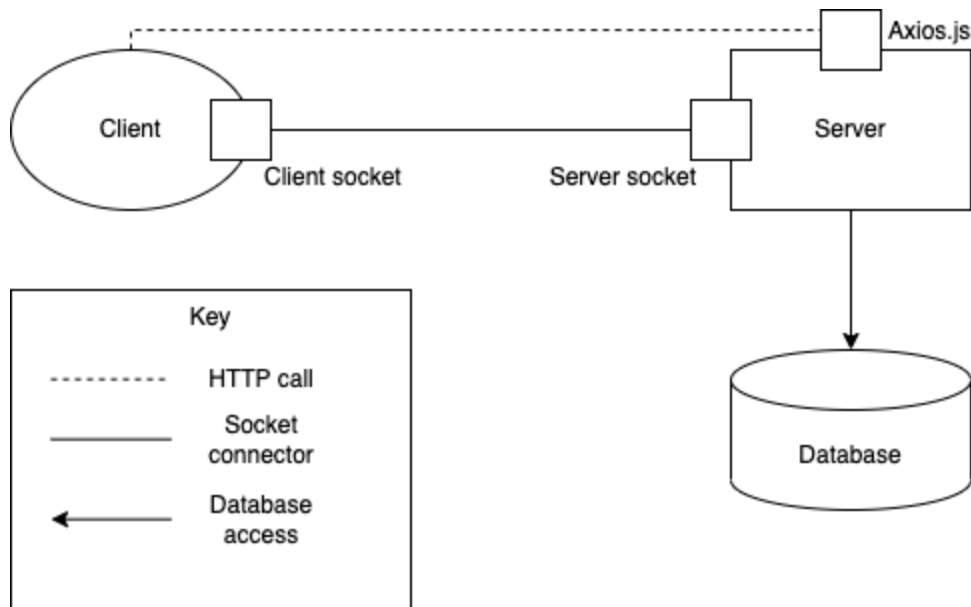 Axios.js
Client
Server
Client socket
Server socket
Key
HTTP call
Socket
connector
Database
access
Database